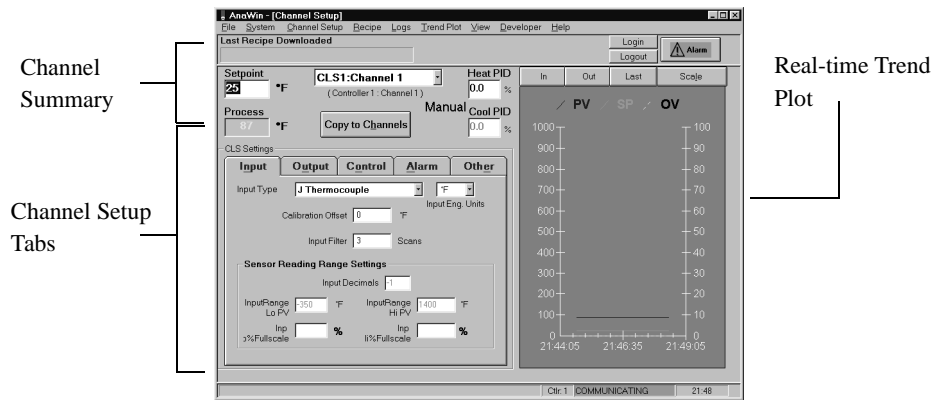 AnaWin - [Channel Setup]
File System Channel Setup Recipe Logs Trend Plot View Developer Help
Last Recipe Downloaded
Login
Logout
Alarm
Channel Summary
Setpoint
25 °F
CLS1:Channel 1
(Controller 1 : Channel 1)
Heat PID
0.0 %
Manual
Process
87 °F
Copy to Channels
Cool PID
0.0 %
In Out Last Scale
PV SP OV
1000 100
900 90
800 80
700 70
600 60
500 50
400 40
300 30
200 20
100 10
0 0
21:44:05 21:46:35 21:49:05
Real-time Trend Plot
Channel Setup Tabs
CLS Settings
Input Output Control Alarm Other
Input Type J Thermocouple °F
Input Eng. Units
Calibration Offset 0 °F
Input Filter 3 Scans
Sensor Reading Range Settings
Input Decimals -1
InputRange Lo PV -350 °F
InputRange Hi PV 1400 °F
Inp
%Fullscale %
Inp
%Fullscale %
Ctlr: 1 COMMUNICATING 21:48